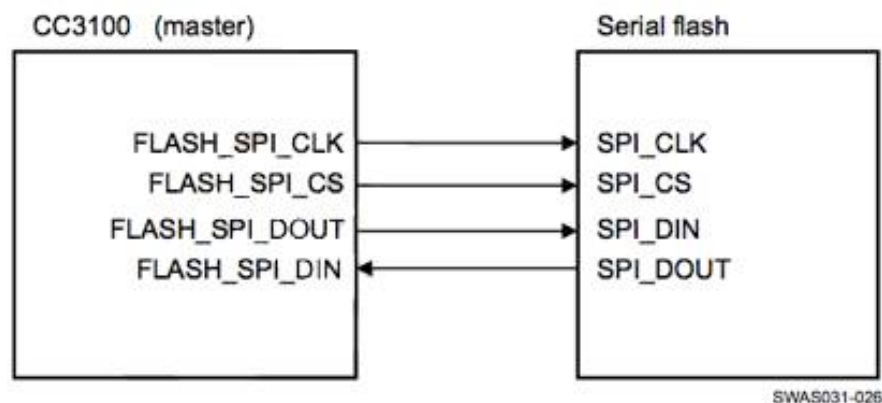 CC3100 (master) Serial flash
FLASH_SPI_CLK SPI_CLK
FLASH_SPI_CS SPI_CS
FLASH_SPI_DOUT SPI_DIN
FLASH_SPI_DIN SPI_DOUT
SWAS031-026